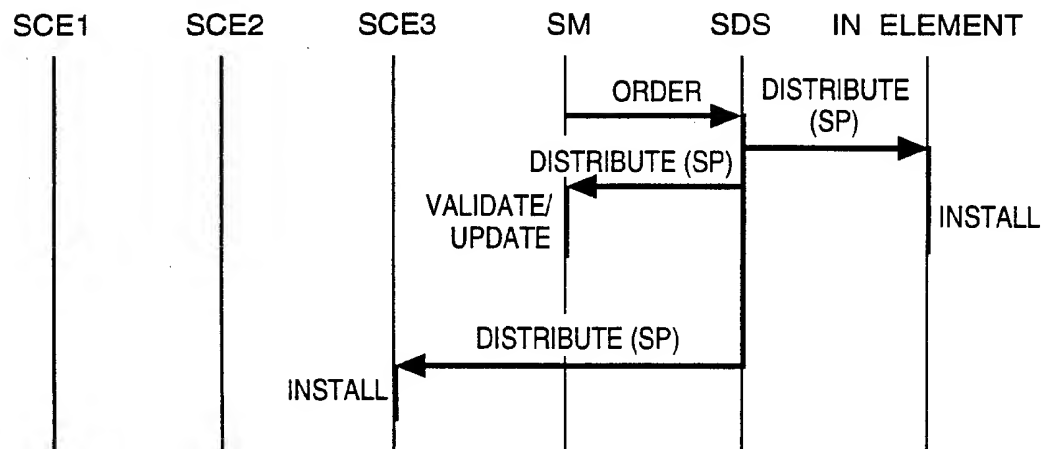 SCE1 SCE2 SCE3 SM SDS IN ELEMENT
ORDER
DISTRIBUTE
(SP)
DISTRIBUTE (SP)
VALIDATE/
UPDATE
INSTALL
DISTRIBUTE (SP)
INSTALL